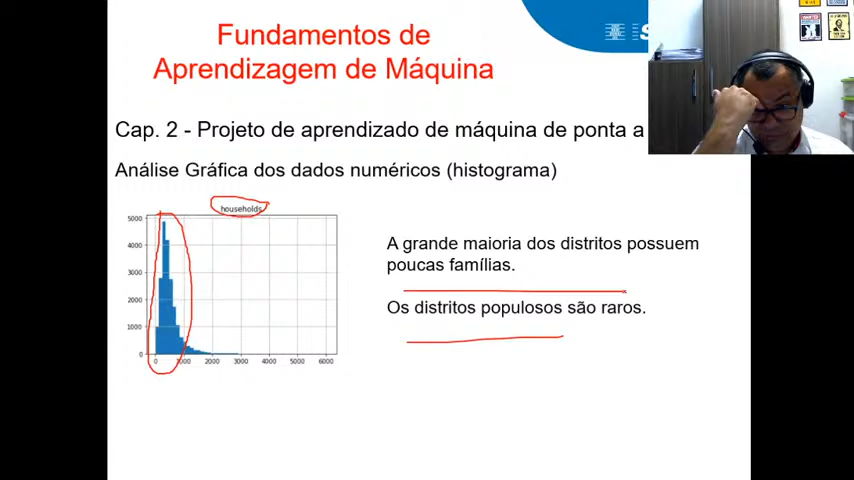 Fundamentos de
Aprendizagem de Máquina
Cap. 2 - Projeto de aprendizado de máquina de ponta a
Análise Gráfica dos dados numéricos (histograma)
households
5000
4000
3000
2000
1000
0
0 1000 2000 3000 4000 5000 6000
A grande maioria dos distritos possuem
poucas famílias.
Os distritos populosos são raros.
WANTED